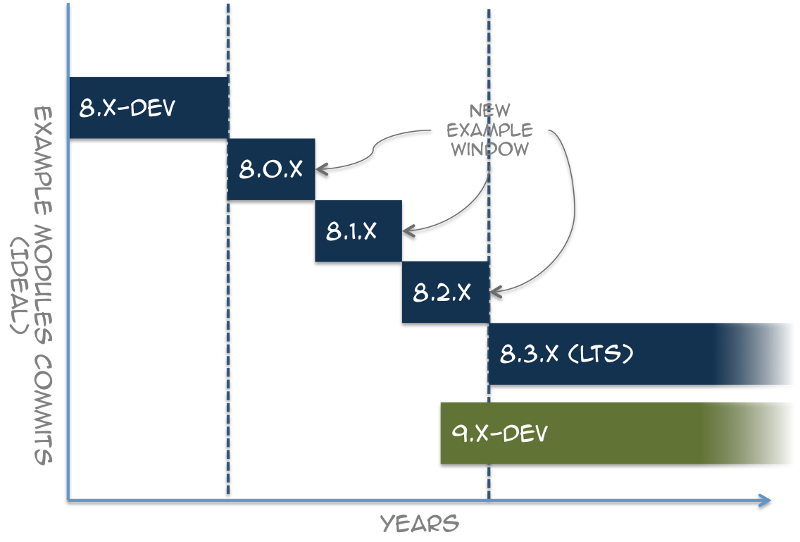 8.X-DEV
NEW
EXAMPLE
WINDOW
8.0.X
8.1.X
8.2.X
8.3.X (LTS)
9.X-DEV
EXAMPLE MODULES COMMITS
(IDEAL)
YEARS